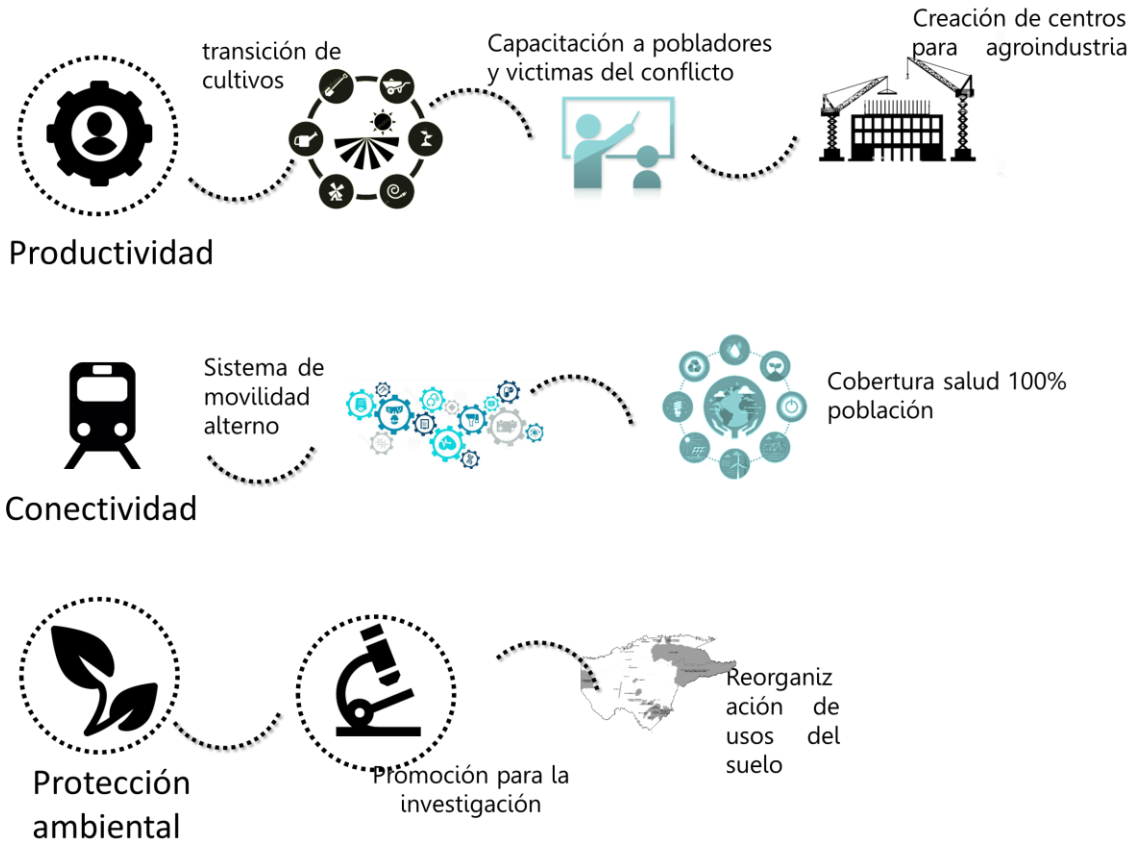 transición de
cultivos
Capacitación a pobladores
y victimas del conflicto
Creación de centros
para agroindustria
Productividad
Sistema de
movilidad
alterno
Cobertura salud 100%
población
Conectividad
Protección
ambiental
Promoción para la
investigación
Reorganiz
ación de
usos del
suelo